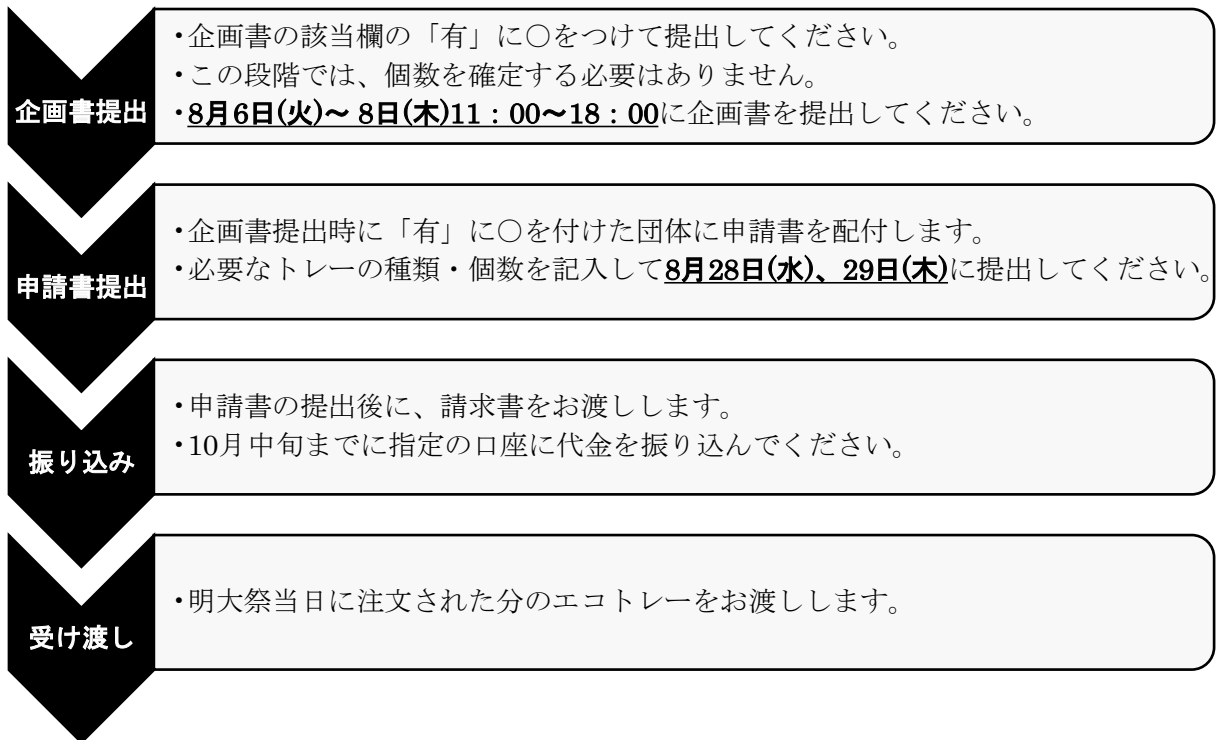 企画書提出
・企画書の該当欄の「有」に○をつけて提出してください。
・この段階では、個数を確定する必要はありません。
・8月6日(火)～ 8日(木)11：00～18：00に企画書を提出してください。
申請書提出
・企画書提出時に「有」に○を付けた団体に申請書を配付します。
・必要なトレーの種類・個数を記入して8月28日(水)、29日(木)に提出してください。
振り込み
・申請書の提出後に、請求書をお渡しします。
・10月中旬までに指定の口座に代金を振り込んでください。
受け渡し
・明大祭当日に注文された分のエコトレーをお渡しします。